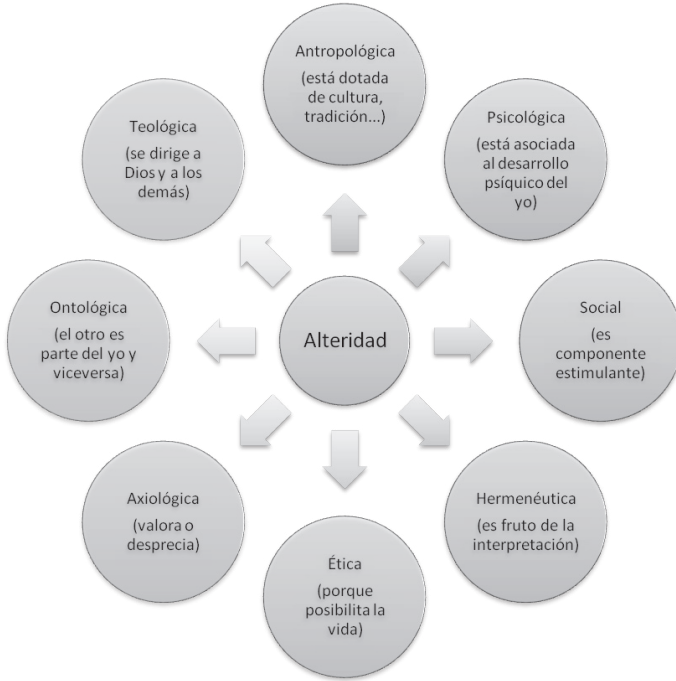 Antropológica
(está dotada
de cultura,
tradición...)
Psicológica
(está asociada
al desarrollo
psíquico del
yo)
Social
(es
componente
estimulante)
Hermenéutica
(es fruto de la
interpretación)
Ética
(porque
posibilita la
vida)
Axiológica
(valora o
desprecia)
Ontológica
(el otro es
parte del yo y
viceversa)
Teológica
(se dirige a
Dios y a los
demás)
Alteridad